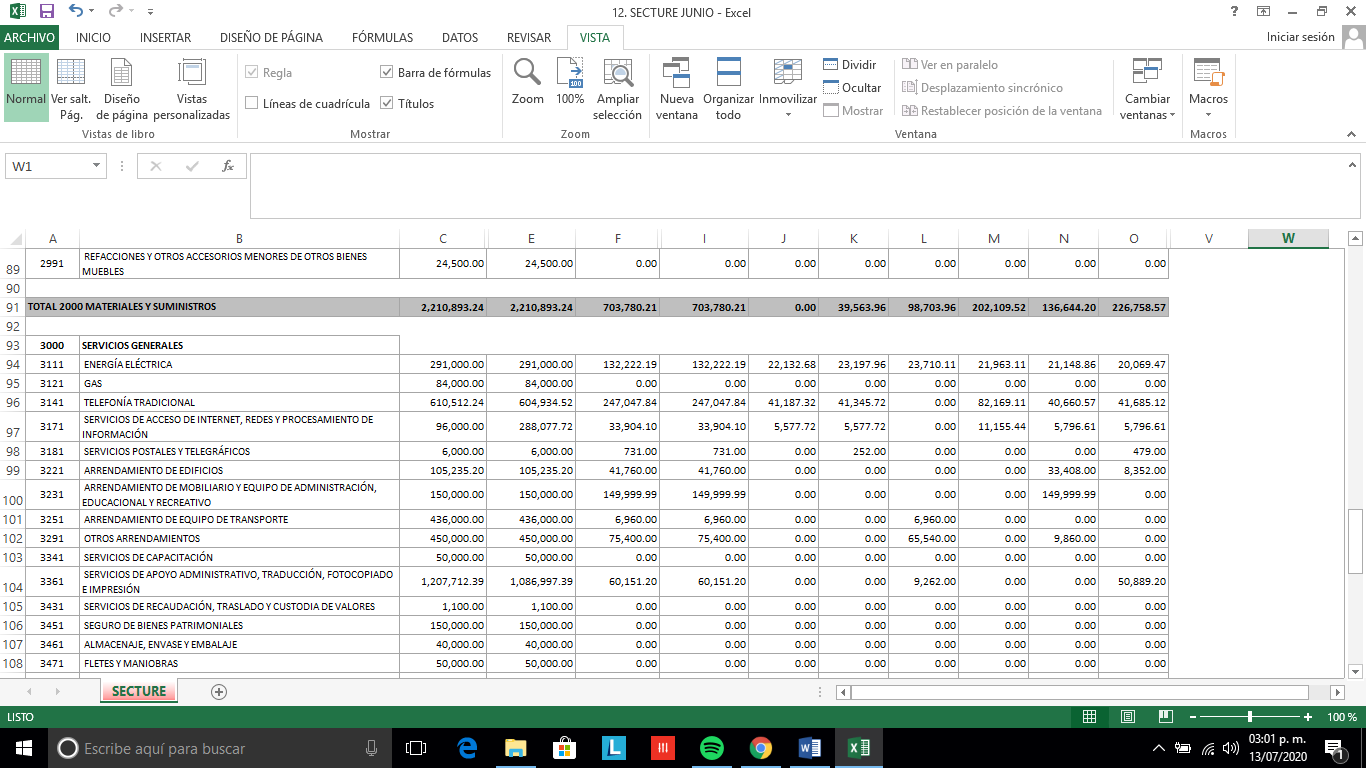 12. SECTURE JUNIO - Excel
ARCHIVO INICIO INSERTAR DISEÑO DE PÁGINA FÓRMULAS DATOS REVISAR VISTA Iniciar sesión
Normal Ver salt. Pág. Diseño de página Vistas personalizadas
Vistas de libro
Regla Barra de fórmulas
Líneas de cuadrícula Títulos
Mostrar
Zoom 100% Ampliar selección
Zoom
Nueva ventana Organizar todo Inmovilizar
Dividir Ver en paralelo
Ocultar Desplazamiento sincrónico
Mostrar Restablecer posición de la ventana
Ventana
Cambiar ventanas
Macros
Macros
W1 fx
A B C E F I J K L M N O V W
89 2991 REFACCIONES Y OTROS ACCESORIOS MENORES DE OTROS BIENES MUEBLES 24,500.00 24,500.00 0.00 0.00 0.00 0.00 0.00 0.00 0.00 0.00
90
91 TOTAL 2000 MATERIALES Y SUMINISTROS 2,210,893.24 2,210,893.24 703,780.21 703,780.21 0.00 39,563.96 98,703.96 202,109.52 136,644.20 226,758.57
92
93 3000 SERVICIOS GENERALES
94 3111 ENERGÍA ELÉCTRICA 291,000.00 291,000.00 132,222.19 132,222.19 22,132.68 23,197.96 23,710.11 21,963.11 21,148.86 20,069.47
95 3121 GAS 84,000.00 84,000.00 0.00 0.00 0.00 0.00 0.00 0.00 0.00 0.00
96 3141 TELEFONÍA TRADICIONAL 610,512.24 604,934.52 247,047.84 247,047.84 41,187.32 41,345.72 0.00 82,169.11 40,660.57 41,685.12
97 3171 SERVICIOS DE ACCESO DE INTERNET, REDES Y PROCESAMIENTO DE INFORMACIÓN 96,000.00 288,077.72 33,904.10 33,904.10 5,577.72 5,577.72 0.00 11,155.44 5,796.61 5,796.61
98 3181 SERVICIOS POSTALES Y TELEGRÁFICOS 6,000.00 6,000.00 731.00 731.00 0.00 252.00 0.00 0.00 0.00 479.00
99 3221 ARRENDAMIENTO DE EDIFICIOS 105,235.20 105,235.20 41,760.00 41,760.00 0.00 0.00 0.00 0.00 33,408.00 8,352.00
100 3231 ARRENDAMIENTO DE MOBILIARIO Y EQUIPO DE ADMINISTRACIÓN, EDUCACIONAL Y RECREATIVO 150,000.00 150,000.00 149,999.99 149,999.99 0.00 0.00 0.00 0.00 149,999.99 0.00
101 3251 ARRENDAMIENTO DE EQUIPO DE TRANSPORTE 436,000.00 436,000.00 6,960.00 6,960.00 0.00 0.00 6,960.00 0.00 0.00 0.00
102 3291 OTROS ARRENDAMIENTOS 450,000.00 450,000.00 75,400.00 75,400.00 0.00 0.00 65,540.00 0.00 9,860.00 0.00
103 3341 SERVICIOS DE CAPACITACIÓN 50,000.00 50,000.00 0.00 0.00 0.00 0.00 0.00 0.00 0.00 0.00
104 3361 SERVICIOS DE APOYO ADMINISTRATIVO, TRADUCCIÓN, FOTOCOPIADO E IMPRESIÓN 1,207,712.39 1,086,997.39 60,151.20 60,151.20 0.00 0.00 9,262.00 0.00 0.00 50,889.20
105 3431 SERVICIOS DE RECAUDACIÓN, TRASLADO Y CUSTODIA DE VALORES 1,100.00 1,100.00 0.00 0.00 0.00 0.00 0.00 0.00 0.00 0.00
106 3451 SEGURO DE BIENES PATRIMONIALES 150,000.00 150,000.00 0.00 0.00 0.00 0.00 0.00 0.00 0.00 0.00
107 3461 ALMACENAJE, ENVASE Y EMBALAJE 40,000.00 40,000.00 0.00 0.00 0.00 0.00 0.00 0.00 0.00 0.00
108 3471 FLETES Y MANIOBRAS 50,000.00 50,000.00 0.00 0.00 0.00 0.00 0.00 0.00 0.00 0.00
SECTURE
LISTO 100 %
Escribe aquí para buscar
03:01 p. m.
13/07/2020
1